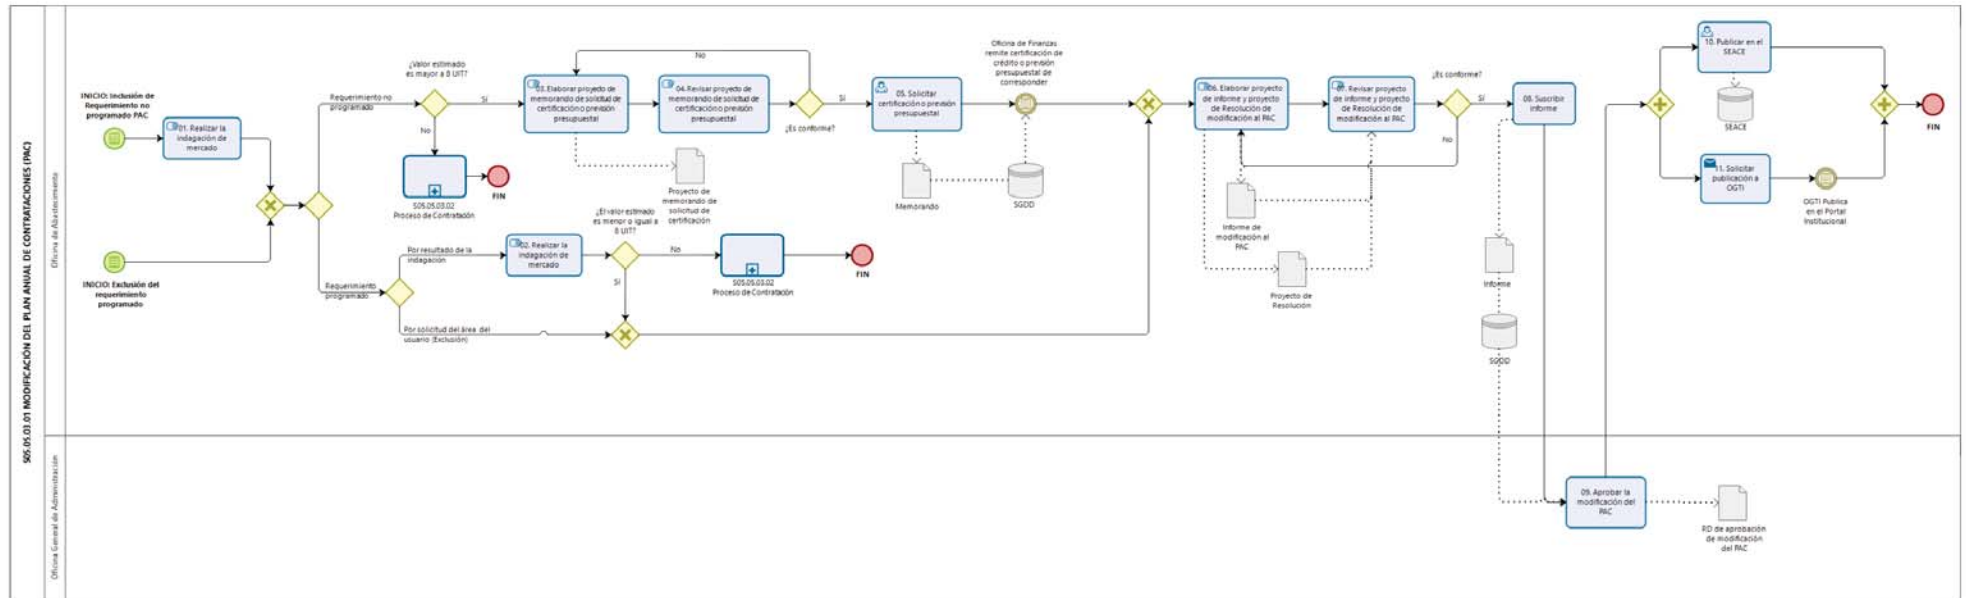 S05.05.03.01 MODIFICACIÓN DEL PLAN ANUAL DE CONTRATACIONES (PAC)
Oficina de Abastecimiento
INICIO: Inclusión de
Requerimiento no
programado PAC
01. Realizar la
indagación de
mercado
INICIO: Exclusión del
requerimiento
programado
Requerimiento no
programado
Requerimiento
programado
¿Valor estimado
es mayor a 8 UIT?
Sí
No
S05.05.03.02
Proceso de Contratación
FIN
03. Elaborar proyecto de
memorando de solicitud de
certificación o previsión
presupuestal
04. Revisar proyecto de
memorando de solicitud de
certificación o previsión
presupuestal
No
Sí
¿Es conforme?
Proyecto de
memorando de
solicitud de
certificación
05. Solicitar
certificación o previsión
presupuestal
Memorando
Oficina de Finanzas
remite certificación de
crédito o previsión
presupuestal de
corresponder
SGDD
Por resultado de la
indagación
02. Realizar la
indagación de
mercado
¿El valor estimado
es menor o igual a
8 UIT?
No
Sí
S05.05.03.02
Proceso de Contratación
FIN
Por solicitud del área del
usuario (Exclusión)
06. Elaborar proyecto
de informe y proyecto
de Resolución de
modificación al PAC
07. Revisar proyecto
de informe y proyecto
de Resolución de
modificación al PAC
¿Es conforme?
Sí
No
Informe de
modificación al
PAC
Proyecto de
Resolución
08. Suscribir
informe
Informe
SGDD
10. Publicar en el
SEACE
SEACE
11. Solicitar
publicación a
OGTI
OGTI Publica
en el Portal
Institucional
FIN
Oficina General de Administración
09. Aprobar la
modificación del
PAC
RD de aprobación
de modificación
del PAC